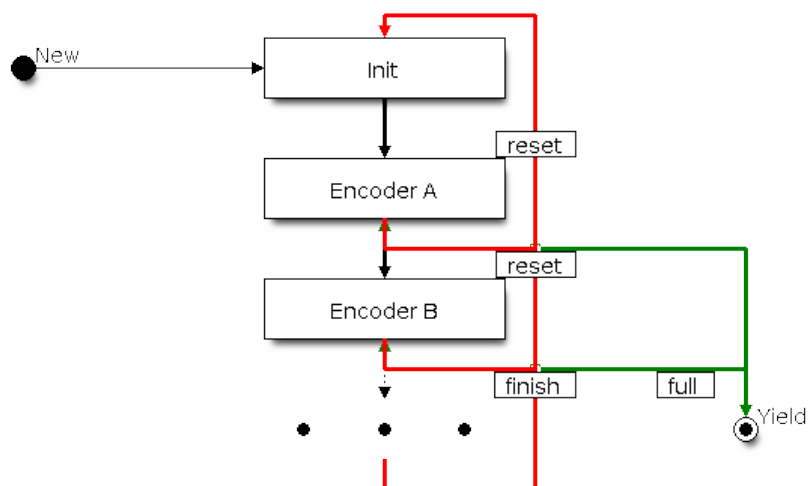 New
Init
reset
Encoder A
reset
Encoder B
finish
full
Yield